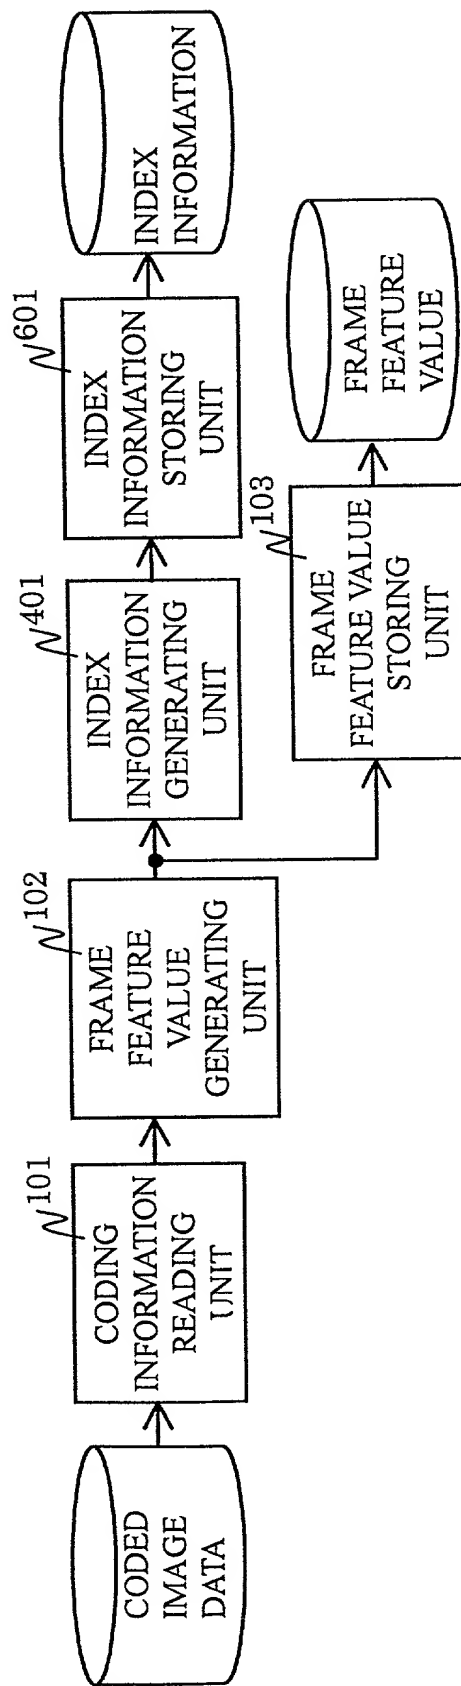 CODED
IMAGE
DATA
101
CODING
INFORMATION
READING
UNIT
102
FRAME
FEATURE
VALUE
GENERATING
UNIT
401
INDEX
INFORMATION
GENERATING
UNIT
601
INDEX
INFORMATION
STORING
UNIT
INDEX
INFORMATION
103
FRAME
FEATURE VALUE
STORING
UNIT
FRAME
FEATURE
VALUE